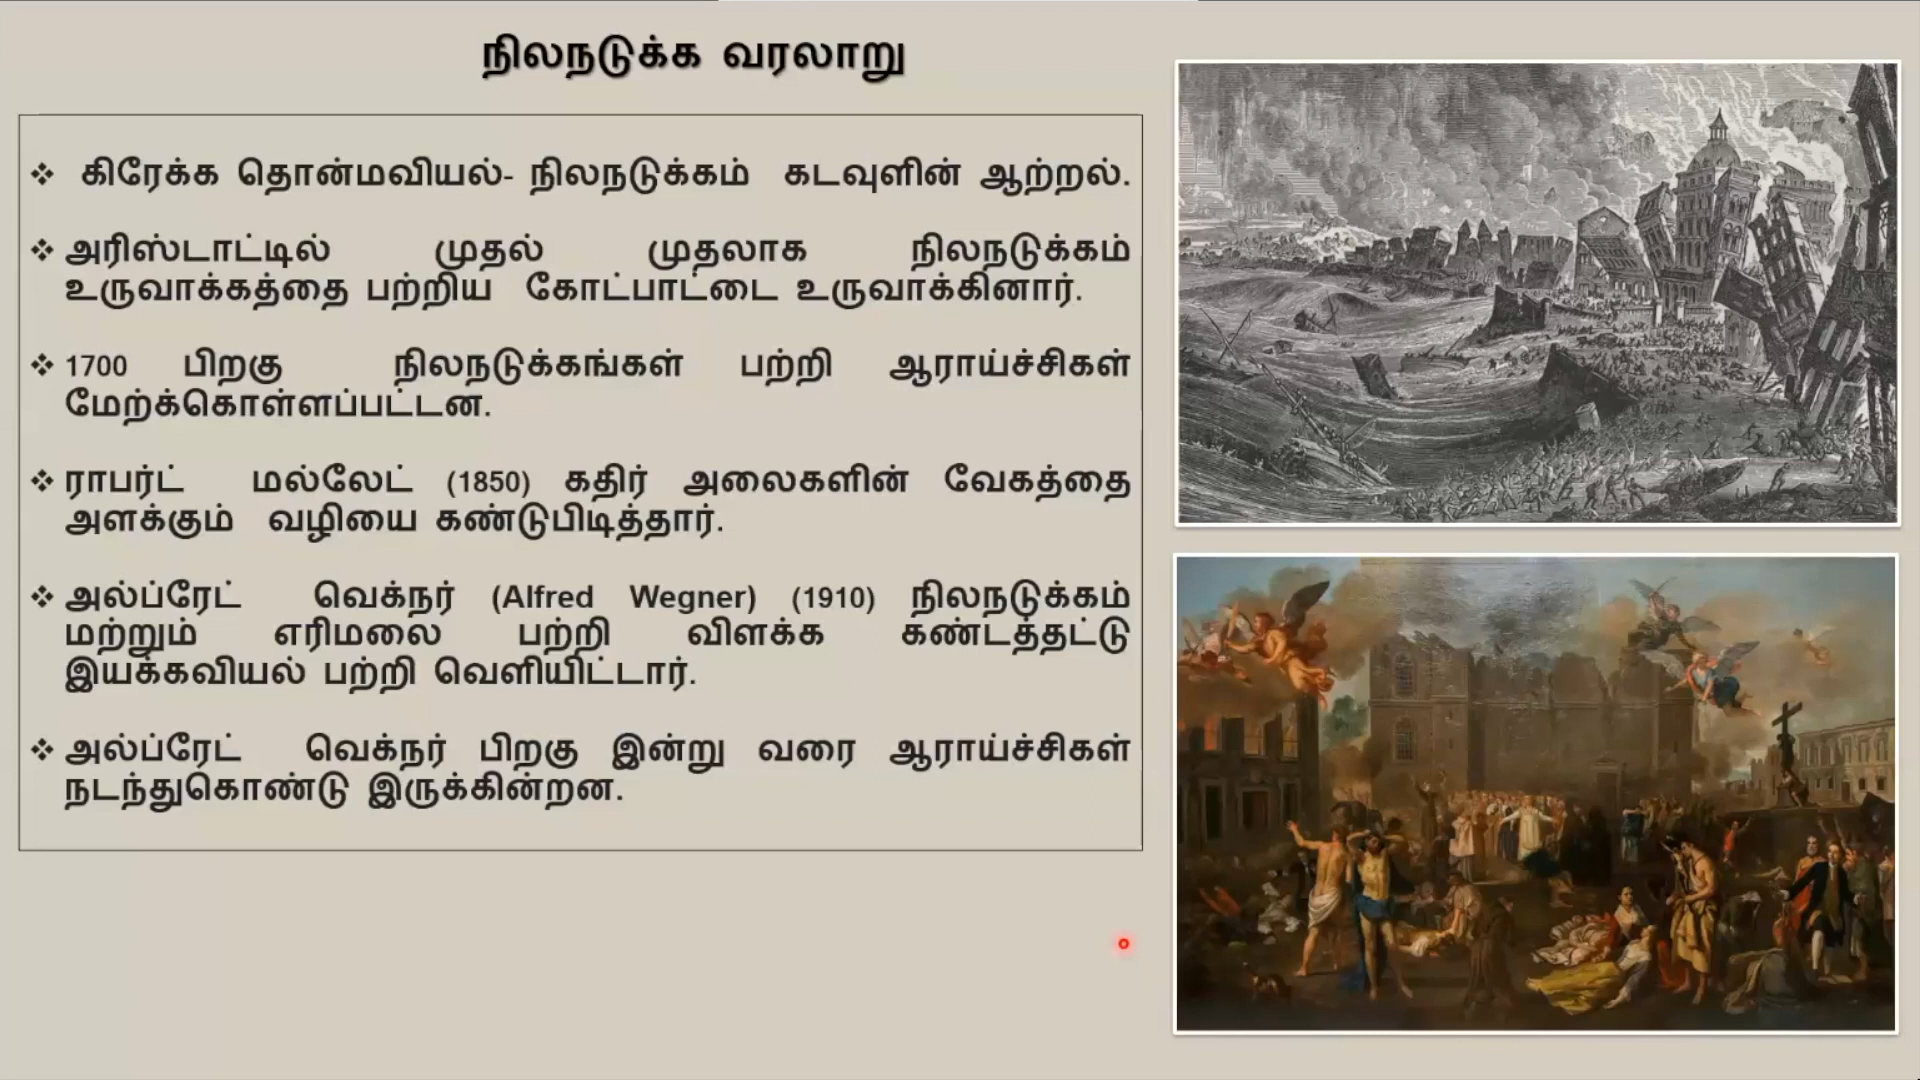 நிலநடுக்க வரலாறு
❖ கிரேக்க தொன்மவியல்- நிலநடுக்கம் கடவுளின் ஆற்றல்.
❖ அரிஸ்டாட்டில் முதல் முதலாக நிலநடுக்கம்
உருவாக்கத்தை பற்றிய கோட்பாட்டை உருவாக்கினார்.
❖ 1700 பிறகு நிலநடுக்கங்கள் பற்றி ஆராய்ச்சிகள்
மேற்க்கொள்ளப்பட்டன.
❖ ராபர்ட் மல்லேட் (1850) கதிர் அலைகளின் வேகத்தை
அளக்கும் வழியை கண்டுபிடித்தார்.
❖ அல்ப்ரேட் வெக்நர் (Alfred Wegner) (1910) நிலநடுக்கம்
மற்றும் எரிமலை பற்றி விளக்க கண்டத்தட்டு
இயக்கவியல் பற்றி வெளியிட்டார்.
❖ அல்ப்ரேட் வெக்நர் பிறகு இன்று வரை ஆராய்ச்சிகள்
நடந்துகொண்டு இருக்கின்றன.